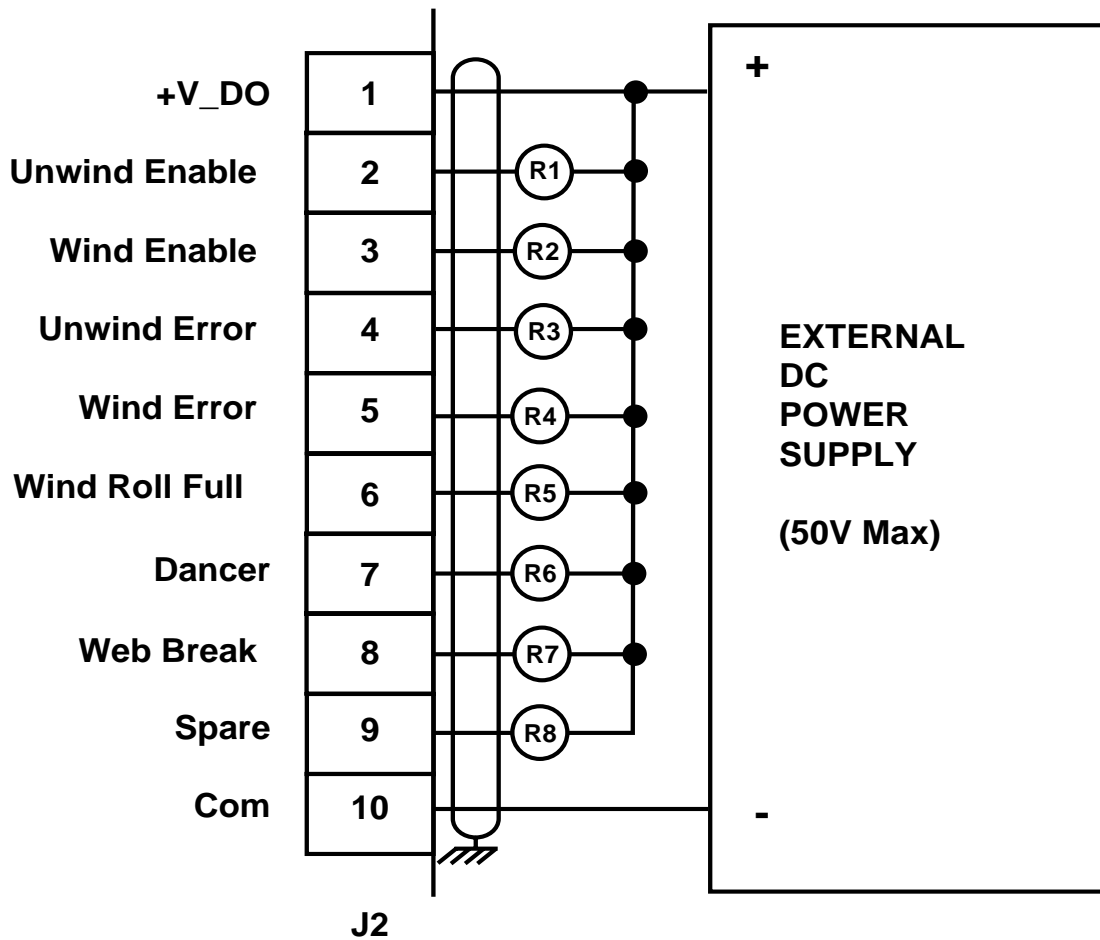 +V_DO 1 +
Unwind Enable 2 R1
Wind Enable 3 R2
Unwind Error 4 R3
Wind Error 5 R4
Wind Roll Full 6 R5
Dancer 7 R6
Web Break 8 R7
Spare 9 R8
Com 10 -
J2
EXTERNAL
DC
POWER
SUPPLY
(50V Max)